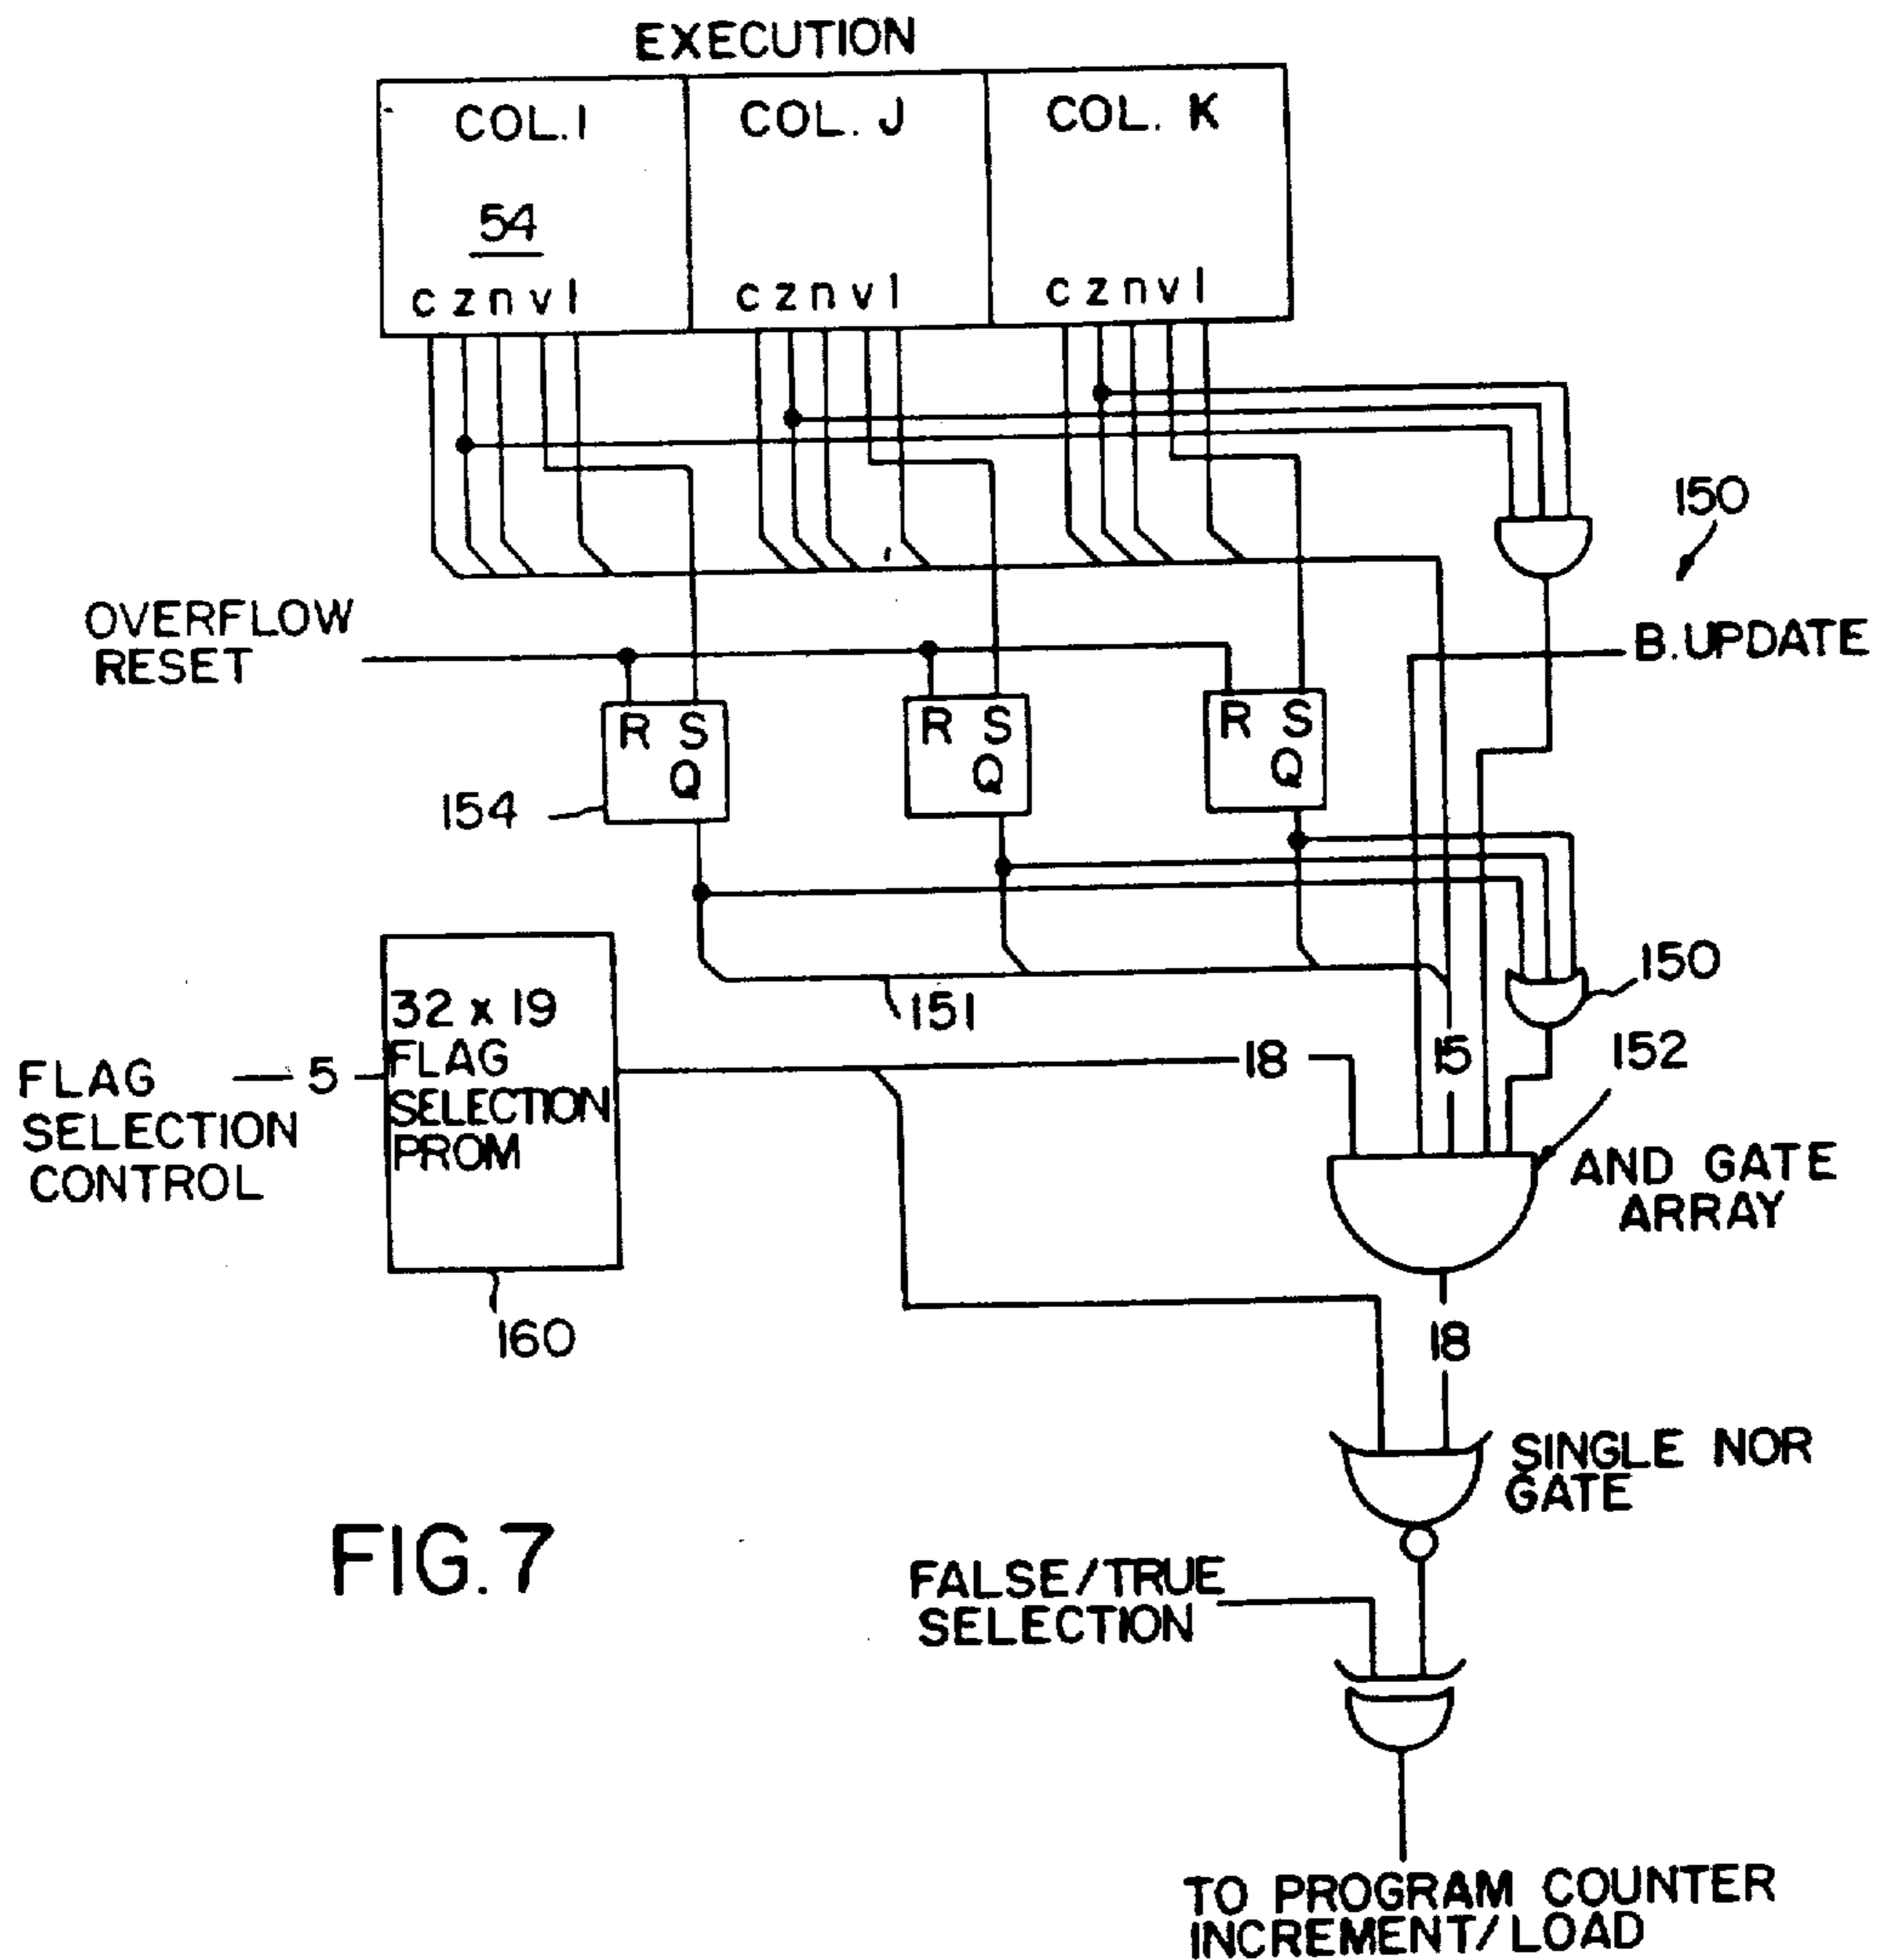 EXECUTION
COL. I
COL. J
COL. K
54
c z n v l
c z n v l
c z n v l
150
OVERFLOW
RESET
B. UPDATE
R S
Q
R S
Q
R S
Q
154
150
151
32 x 19
FLAG
SELECTION
PROM
FLAG
SELECTION
CONTROL
5
18
15
152
AND GATE
ARRAY
160
18
SINGLE NOR
GATE
FIG. 7
FALSE/TRUE
SELECTION
TO PROGRAM COUNTER
INCREMENT/LOAD